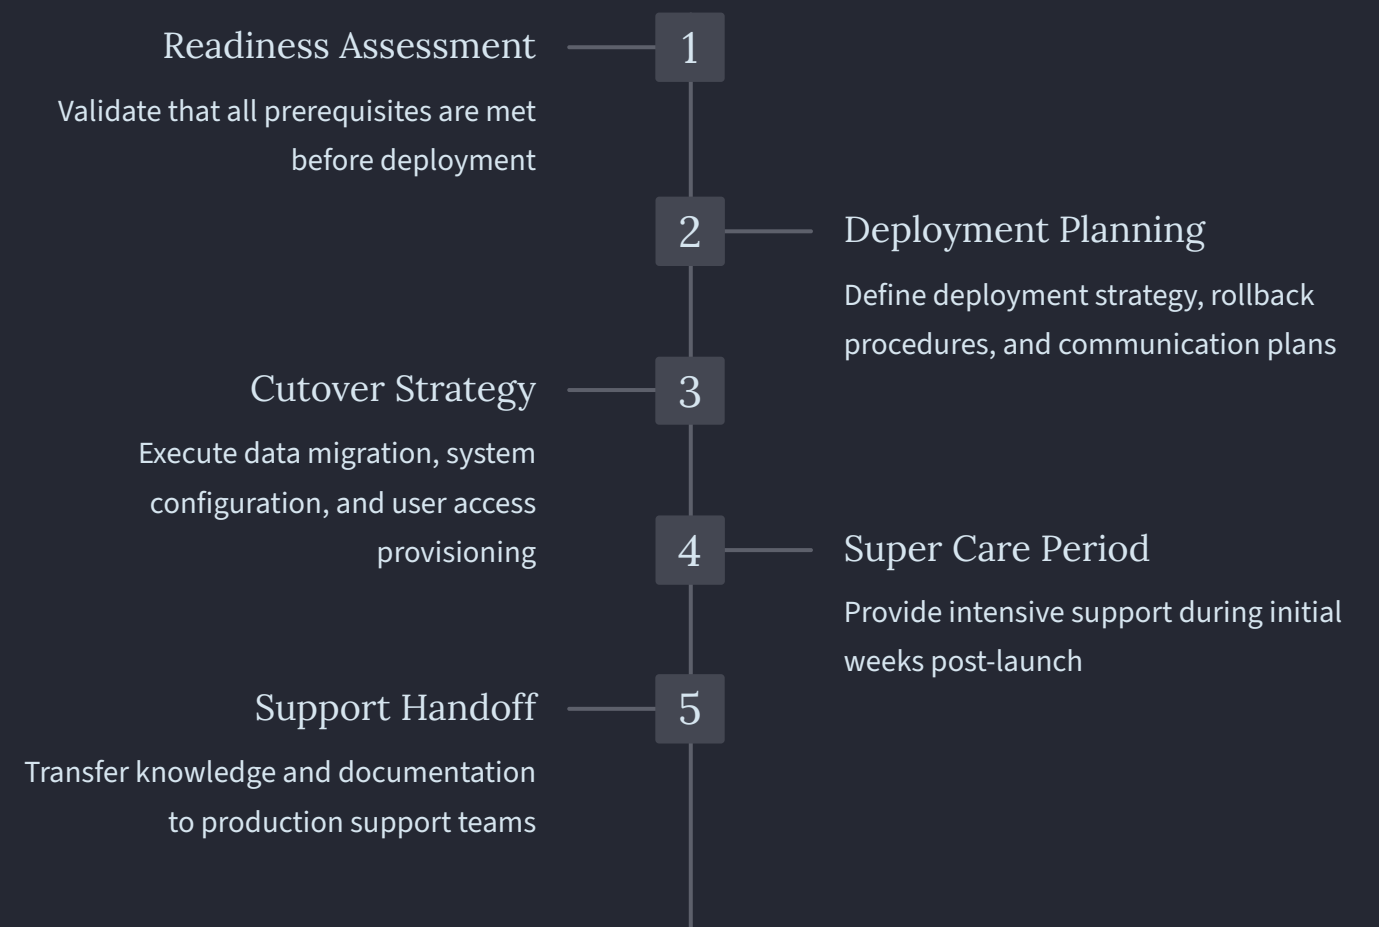 Readiness Assessment
1
Validate that all prerequisites are met
before deployment
2
Deployment Planning
Define deployment strategy, rollback
procedures, and communication plans
Cutover Strategy
3
Execute data migration, system
configuration, and user access
provisioning
4
Super Care Period
Provide intensive support during initial
weeks post-launch
Support Handoff
5
Transfer knowledge and documentation
to production support teams